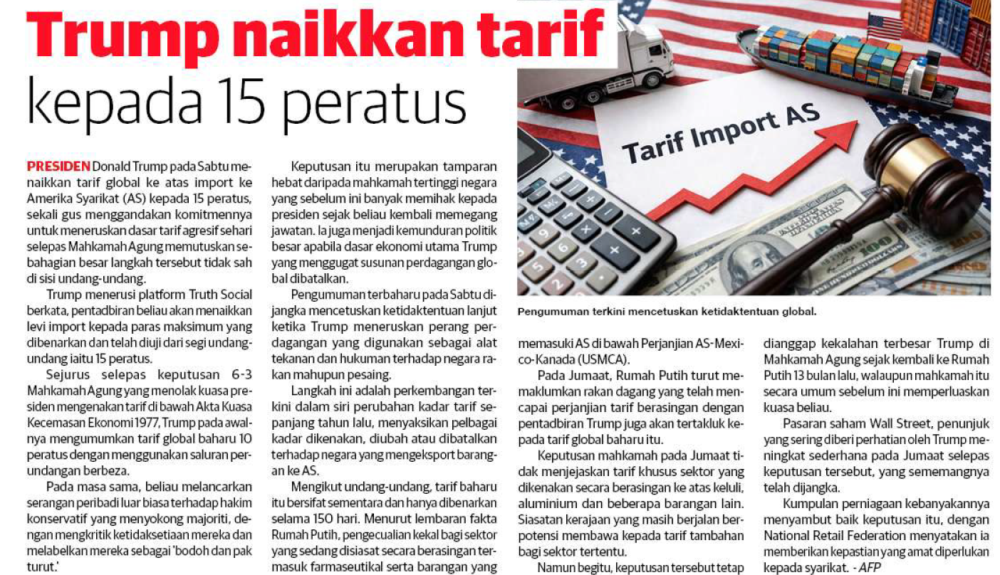 Trump naikkan tarif
kepada 15 peratus
PRESIDEN Donald Trump pada Sabtu me-
naikkan tarif global ke atas import ke
Amerika Syarikat (AS) kepada 15 peratus,
sekali gus menggandakan komitmennya
untuk meneruskan dasar tarif agresif sehari
selepas Mahkamah Agung memutuskan se-
bahagian besar langkah tersebut tidak sah
di sisi undang-undang.
Trump menerusi platform Truth Social
berkata, pentadbiran beliau akan menaikkan
levi import kepada paras maksimum yang
dibenarkan dan telah diuji dari segi undang-
undang iaitu 15 peratus.
Sejurus selepas keputusan 6-3
Mahkamah Agung yang menolak kuasa pre-
siden mengenakan tarif di bawah Akta Kuasa
Kecemasan Ekonomi 1977, Trump pada awal-
nya mengumumkan tarif global baharu 10
peratus dengan menggunakan saluran per-
undangan berbeza.
Pada masa sama, beliau melancarkan
serangan peribadi luar biasa terhadap hakim
konservatif yang menyokong majoriti, de-
ngan mengkritik ketidaksetiaan mereka dan
melabelkan mereka sebagai 'bodoh dan pak
turut.'
Keputusan itu merupakan tamparan
hebat daripada mahkamah tertinggi negara
yang sebelum ini banyak memihak kepada
presiden sejak beliau kembali memegang
jawatan. Ia juga menjadi kemunduran politik
besar apabila dasar ekonomi utama Trump
yang menggugat susunan perdagangan glo-
bal dibatalkan.
Pengumuman terbaharu pada Sabtu di-
jangka mencetuskan ketidaktentuan lanjut
ketika Trump meneruskan perang per-
dagangan yang digunakan sebagai alat
tekanan dan hukuman terhadap negara ra-
kan mahupun pesaing.
Langkah ini adalah perkembangan ter-
kini dalam siri perubahan kadar tarif se-
panjang tahun lalu, menyaksikan pelbagai
kadar dikenakan, diubah atau dibatalkan
terhadap negara yang mengeksport barang-
an ke AS.
Mengikut undang-undang, tarif baharu
itu bersifat sementara dan hanya dibenarkan
selama 150 hari. Menurut lembaran fakta
Rumah Putih, pengecualian kekal bagi sektor
yang sedang disiasat secara berasingan ter-
masuk farmaseutikal serta barangan yang
Tarif Import AS
100
Pengumuman terkini mencetuskan ketidaktentuan global.
memasuki AS di bawah Perjanjian AS-Mexi-
co-Kanada (USMCA).
Pada Jumaat, Rumah Putih turut me-
maklumkan rakan dagang yang telah men-
capai perjanjian tarif berasingan dengan
pentadbiran Trump juga akan tertakluk ke-
pada tarif global baharu itu.
Keputusan mahkamah pada Jumaat ti-
dak menjejaskan tarif khusus sektor yang
dikenakan secara berasingan ke atas keluli,
aluminium dan beberapa barangan lain.
Siasatan kerajaan yang masih berjalan ber-
potensi membawa kepada tarif tambahan
bagi sektor tertentu.
Namun begitu, keputusan tersebut tetap
dianggap kekalahan terbesar Trump di
Mahkamah Agung sejak kembali ke Rumah
Putih 13 bulan lalu, walaupun mahkamah itu
secara umum sebelum ini memperluaskan
kuasa beliau.
Pasaran saham Wall Street, penunjuk
yang sering diberi perhatian oleh Trump me-
ningkat sederhana pada Jumaat selepas
keputusan tersebut, yang sememangnya
telah dijangka.
Kumpulan perniagaan kebanyakannya
menyambut baik keputusan itu, dengan
National Retail Federation menyatakan ia
memberikan kepastian yang amat diperlukan
kepada syarikat. - AFP